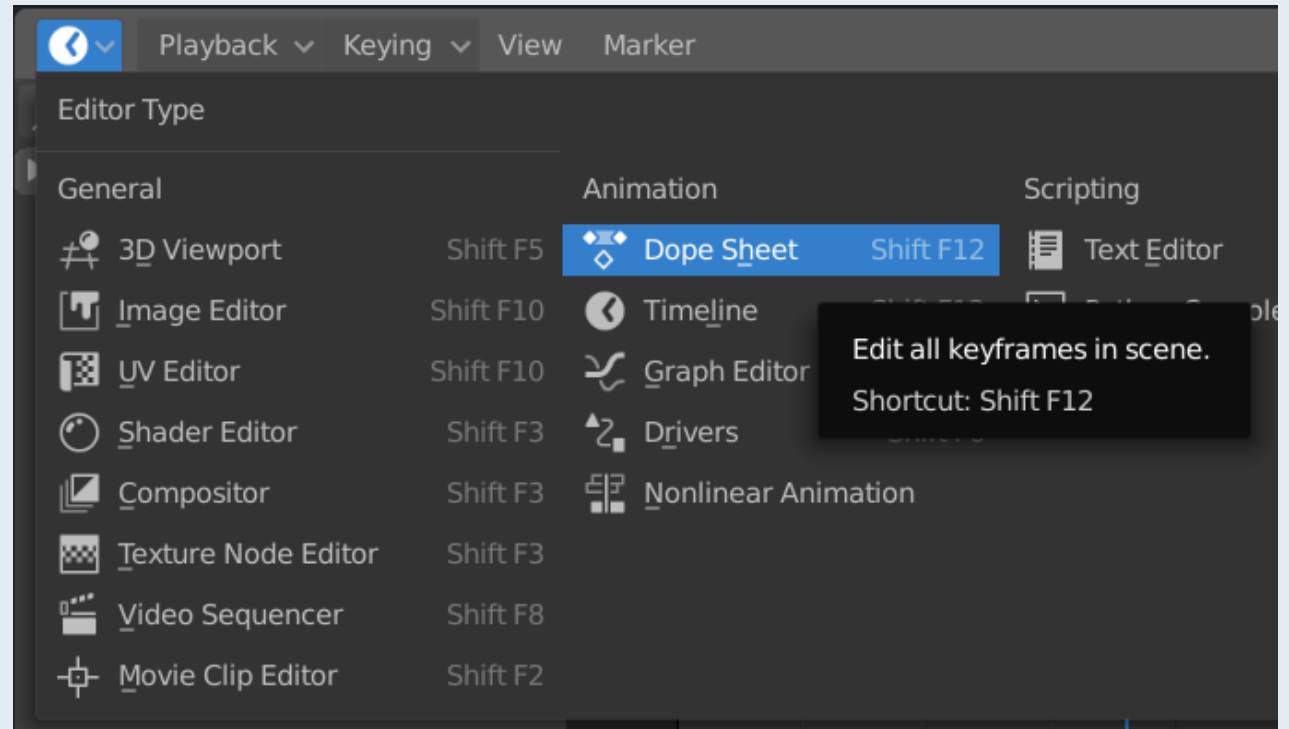 Playback Keying View Marker
Editor Type
General
3D Viewport Shift F5
Image Editor Shift F10
UV Editor Shift F10
Shader Editor Shift F3
Compositor Shift F3
Texture Node Editor Shift F3
Video Sequencer Shift F8
Movie Clip Editor Shift F2
Animation
Dope Sheet Shift F12
Timeline
Graph Editor
Drivers
Nonlinear Animation
Scripting
Text Editor
Edit all keyframes in scene.
Shortcut: Shift F12